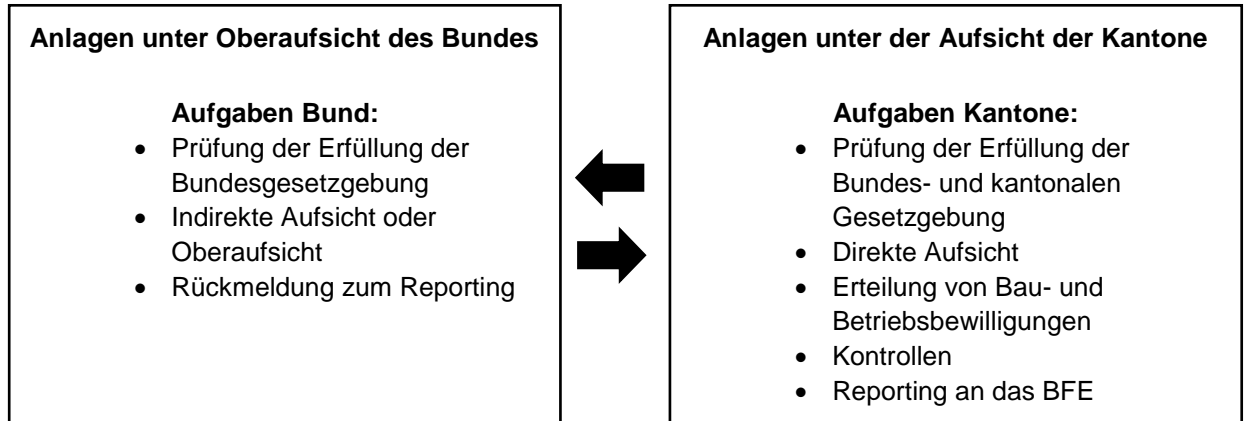 Anlagen unter Oberaufsicht des Bundes
Aufgaben Bund:
• Prüfung der Erfüllung der
Bundesgesetzgebung
• Indirekte Aufsicht oder
Oberaufsicht
• Rückmeldung zum Reporting
Anlagen unter der Aufsicht der Kantone
Aufgaben Kantone:
• Prüfung der Erfüllung der
Bundes- und kantonalen
Gesetzgebung
• Direkte Aufsicht
• Erteilung von Bau- und
Betriebsbewilligungen
• Kontrollen
• Reporting an das BFE